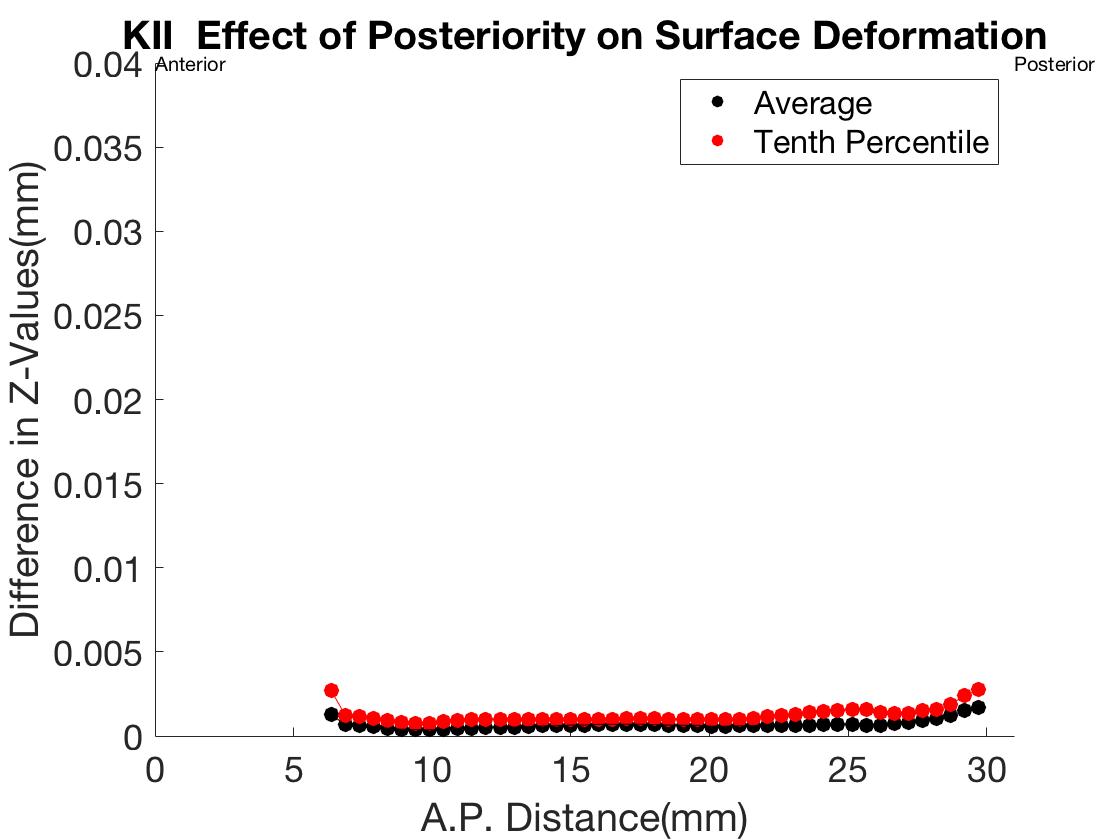 KII  Effect of Posteriority on Surface Deformation
Anterior
Posterior
Average
Tenth Percentile
Difference in Z-Values(mm)
0.04
0.035
0.03
0.025
0.02
0.015
0.01
0.005
0
0 5 10 15 20 25 30
A.P. Distance(mm)